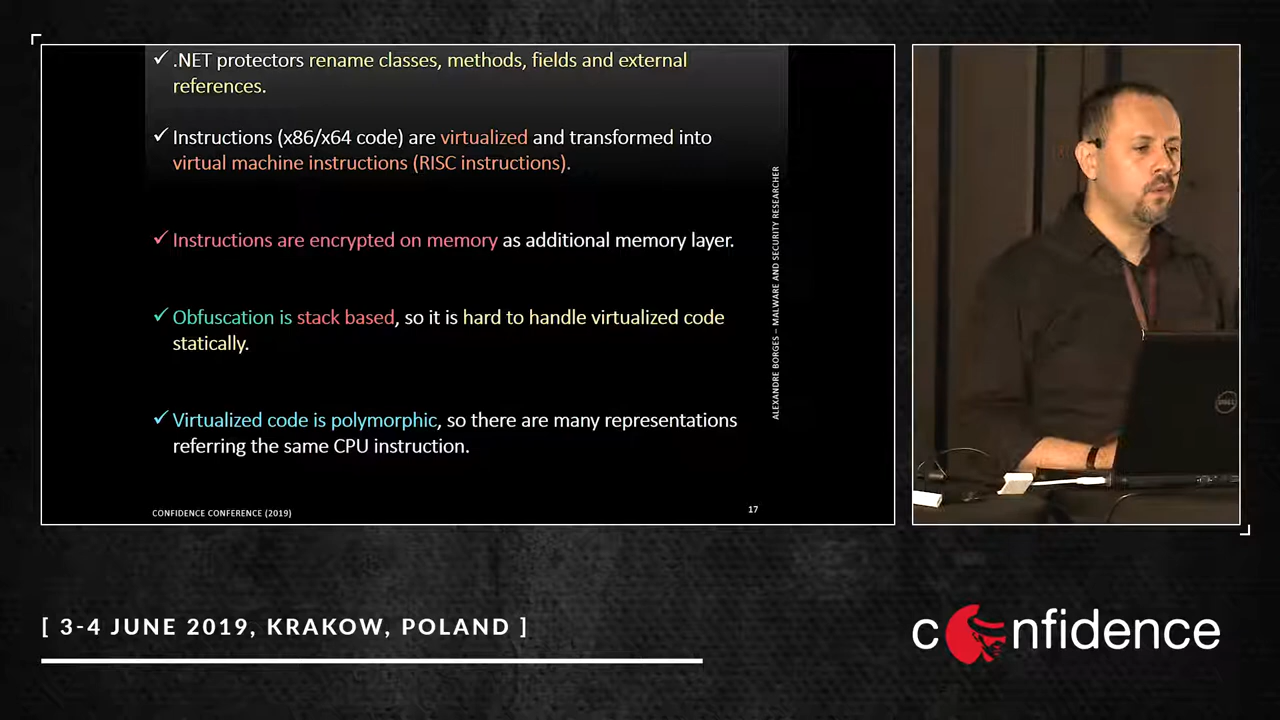 ✓ .NET protectors rename classes, methods, fields and external
references.
✓ Instructions (x86/x64 code) are virtualized and transformed into
virtual machine instructions (RISC instructions).
✓ Instructions are encrypted on memory as additional memory layer.
✓ Obfuscation is stack based, so it is hard to handle virtualized code
statically.
✓ Virtualized code is polymorphic, so there are many representations
referring the same CPU instruction.
ALEXANDRE BORGES – MALWARE AND SECURITY RESEARCHER
CONFIDENCE CONFERENCE (2019)
17
DELL
[ 3-4 JUNE 2019, KRAKOW, POLAND ]
confidence